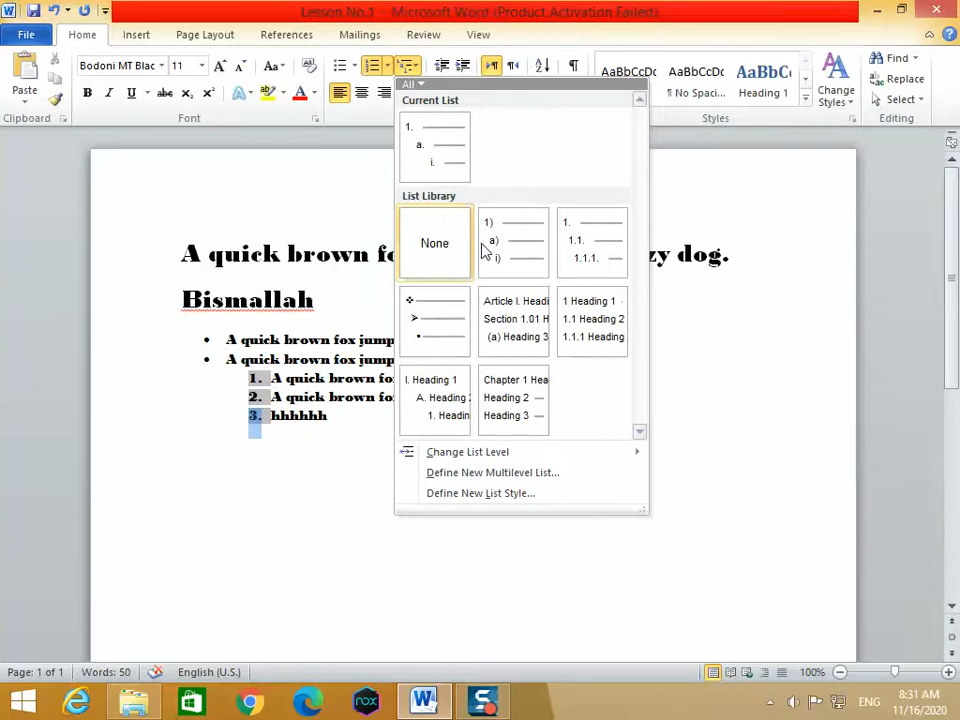 Lesson No.1 - Microsoft Word (Product Activation Failed)
File Home Insert Page Layout References Mailings Review View
Paste
Bodoni MT Blac 11
Aa
B I U abc X₂ X²
AaBbCcDc AaBbCcDc AaBbCc
¶ Normal ¶ No Spaci... Heading 1
Change Styles
Find
Replace
Select
Clipboard Font Styles Editing
All
Current List
1.
a.
i.
List Library
None
1)
a)
i)
1.
1.1.
1.1.1.
Article I. Headi
Section 1.01 H
(a) Heading 3
1 Heading 1
1.1 Heading 2
1.1.1 Heading
I. Heading 1
A. Heading 2
1. Headin
Chapter 1 Hea
Heading 2
Heading 3
Change List Level
Define New Multilevel List...
Define New List Style...
A quick brown fo zy dog.
Bismallah
• A quick brown fox jump
• A quick brown fox jump
1. A quick brown fo
2. A quick brown fo
3. hhhhhh
Page: 1 of 1 Words: 50 English (U.S.) 100%
nox
ENG
8:31 AM
11/16/2020